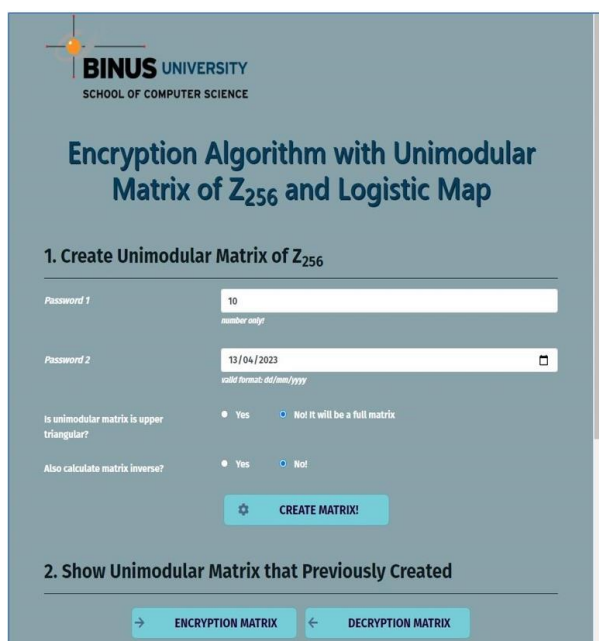 BINUS UNIVERSITY
SCHOOL OF COMPUTER SCIENCE
Encryption Algorithm with Unimodular
Matrix of Z256 and Logistic Map
1. Create Unimodular Matrix of Z256
Password 1
10
number only!
Password 2
13/04/2023
valid format: dd/mm/yyyy
Is unimodular matrix is upper
triangular?
Yes No! It will be a full matrix
Also calculate matrix inverse?
Yes No!
CREATE MATRIX!
2. Show Unimodular Matrix that Previously Created
ENCRYPTION MATRIX DECRYPTION MATRIX